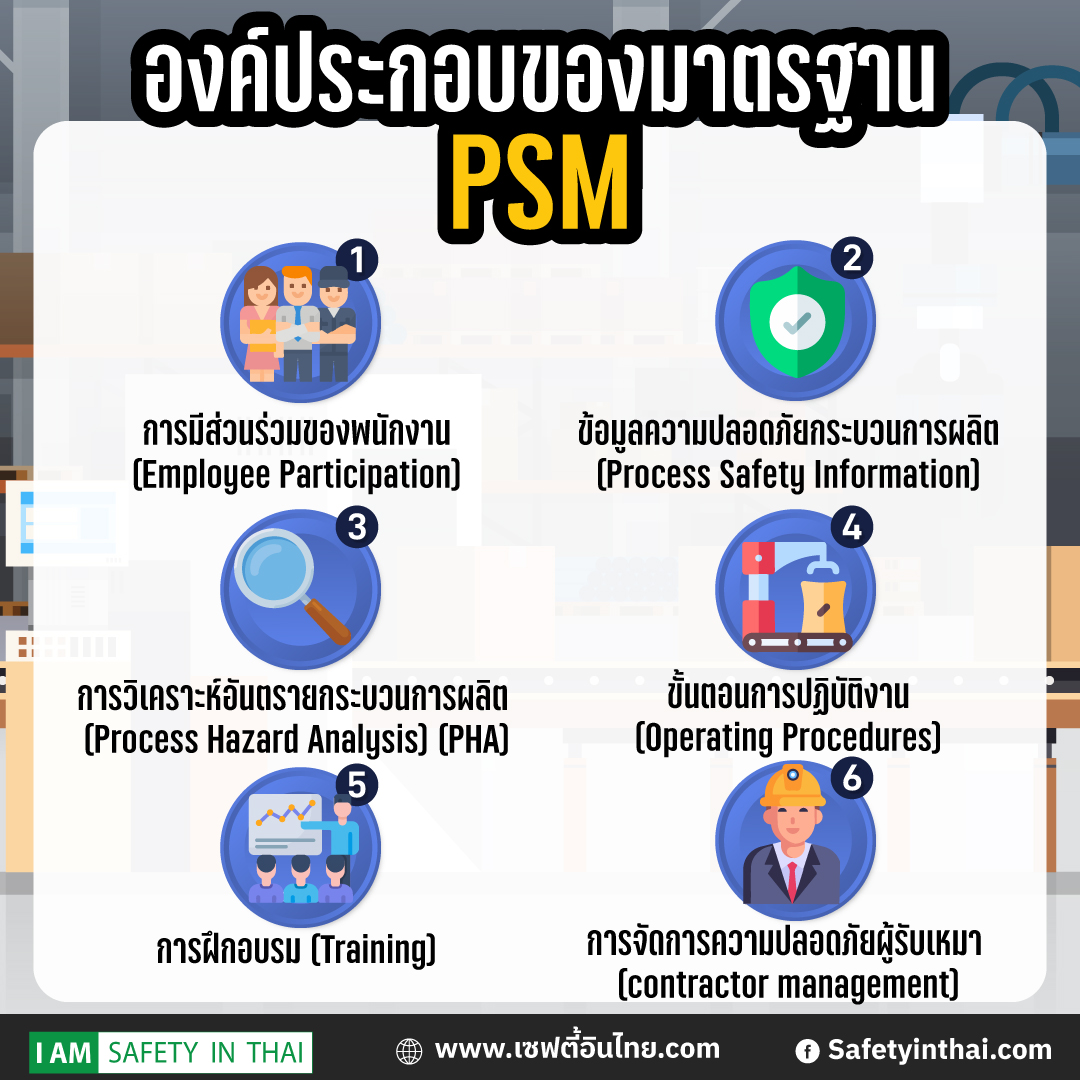 องค์ประกอบของมาตรฐาน
PSM
1
การมีส่วนร่วมของพนักงาน
(Employee Participation)
2
ข้อมูลความปลอดภัยกระบวนการผลิต
(Process Safety Information)
3
การวิเคราะห์อันตรายกระบวนการผลิต
(Process Hazard Analysis) (PHA)
4
ขั้นตอนการปฏิบัติงาน
(Operating Procedures)
5
การฝึกอบรม (Training)
6
การจัดการความปลอดภัยผู้รับเหมา
(contractor management)
I AM SAFETY IN THAI
www.เซฟตี้อินไทย.com
Safetyinthai.com